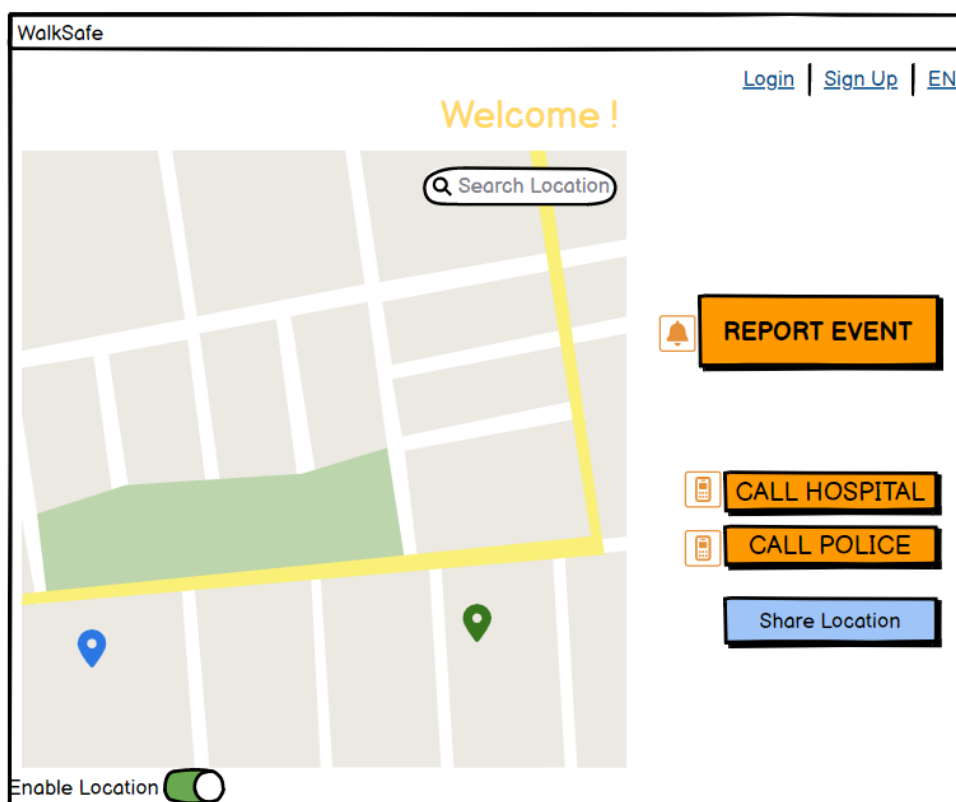 WalkSafe
Login | Sign Up | EN
Welcome !
Search Location
REPORT EVENT
CALL HOSPITAL
CALL POLICE
Share Location
Enable Location